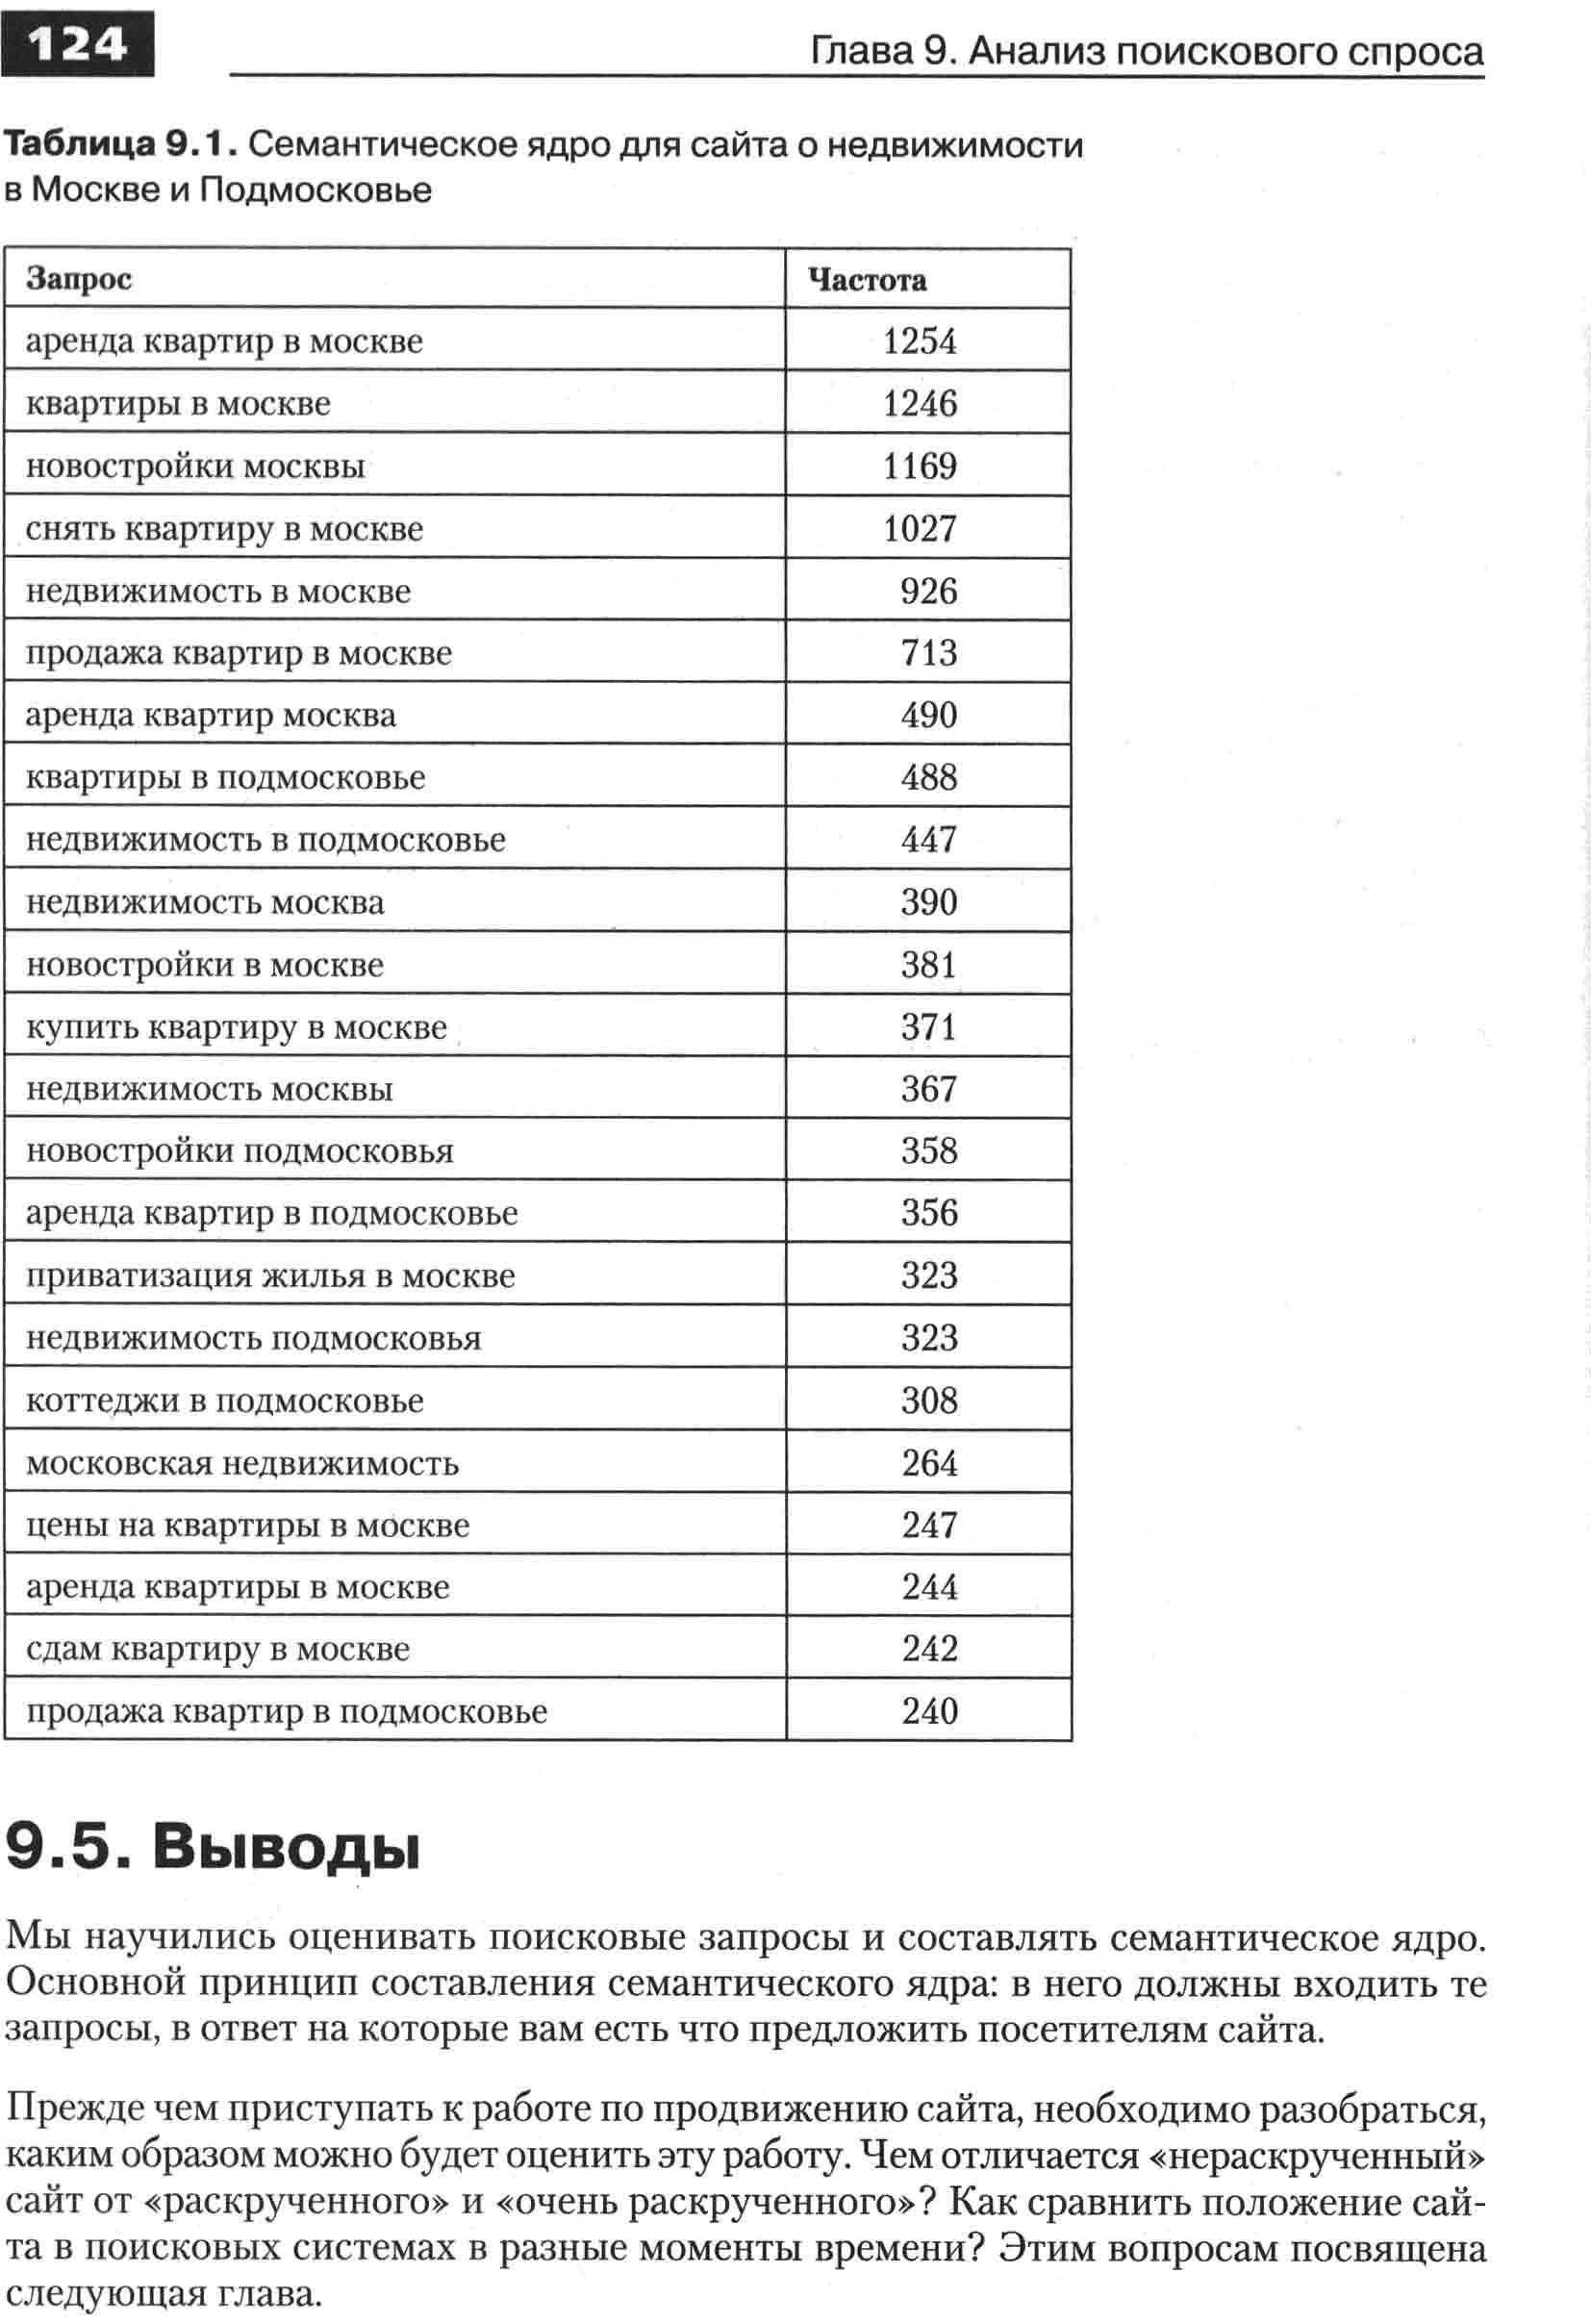 124
Глава 9. Анализ поискового спроса
Таблица 9.1. Семантическое ядро для сайта о недвижимости
в Москве и Подмосковье
Запрос Частота
аренда квартир в москве 1254
квартиры в москве 1246
новостройки москвы 1169
снять квартиру в москве 1027
недвижимость в москве 926
продажа квартир в москве 713
аренда квартир москва 490
квартиры в подмосковье 488
недвижимость в подмосковье 447
недвижимость москва 390
новостройки в москве 381
купить квартиру в москве 371
недвижимость москвы 367
новостройки подмосковья 358
аренда квартир в подмосковье 356
приватизация жилья в москве 323
недвижимость подмосковья 323
коттеджи в подмосковье 308
московская недвижимость 264
цены на квартиры в москве 247
аренда квартиры в москве 244
сдам квартиру в москве 242
продажа квартир в подмосковье 240
9.5. Выводы
Мы научились оценивать поисковые запросы и составлять семантическое ядро.
Основной принцип составления семантического ядра: в него должны входить те
запросы, в ответ на которые вам есть что предложить посетителям сайта.
Прежде чем приступать к работе по продвижению сайта, необходимо разобраться,
каким образом можно будет оценить эту работу. Чем отличается «нераскрученный»
сайт от «раскрученного» и «очень раскрученного»? Как сравнить положение сай-
та в поисковых системах в разные моменты времени? Этим вопросам посвящена
следующая глава.